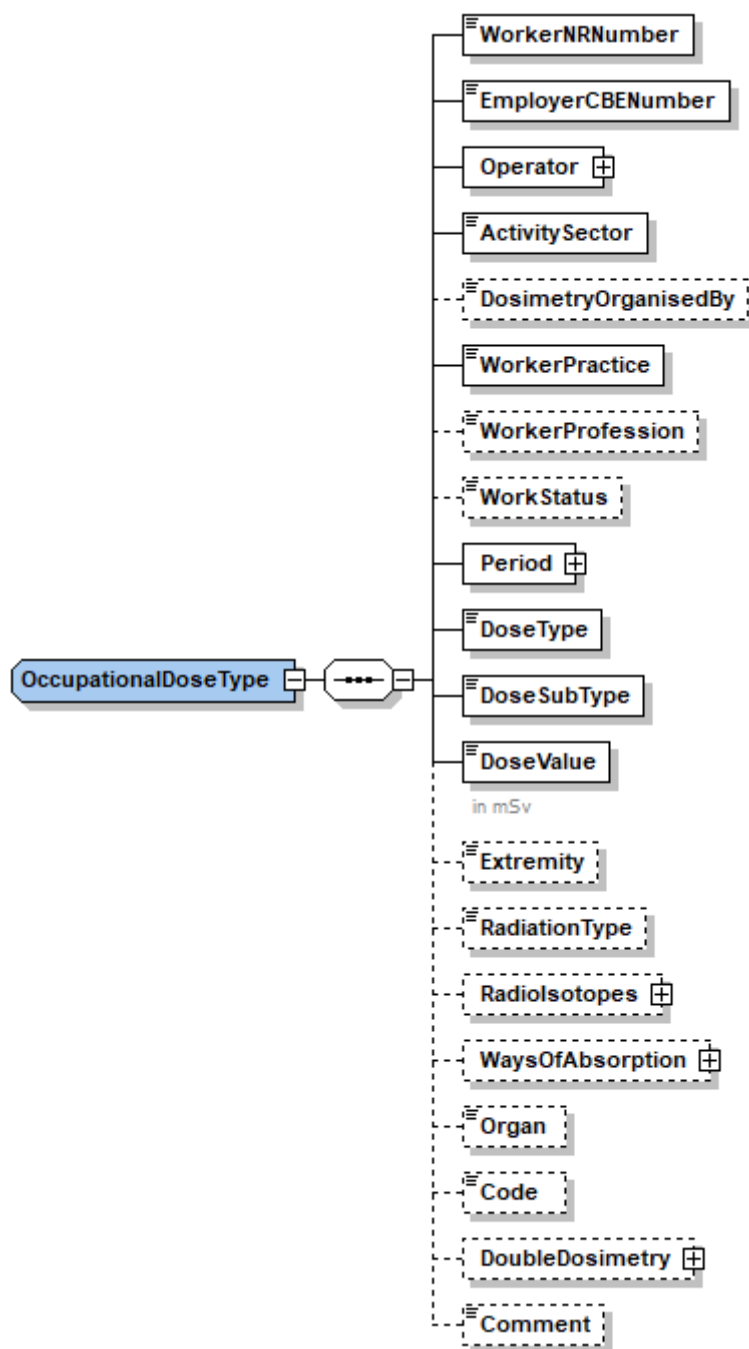 WorkerNRNumber
EmployerCBENumber
Operator
ActivitySector
DosimetryOrganisedBy
WorkerPractice
WorkerProfession
WorkStatus
Period
DoseType
OccupationalDoseType
DoseSubType
DoseValue
in mSv
Extremity
RadiationType
RadioIsotopes
WaysOfAbsorption
Organ
Code
DoubleDosimetry
Comment